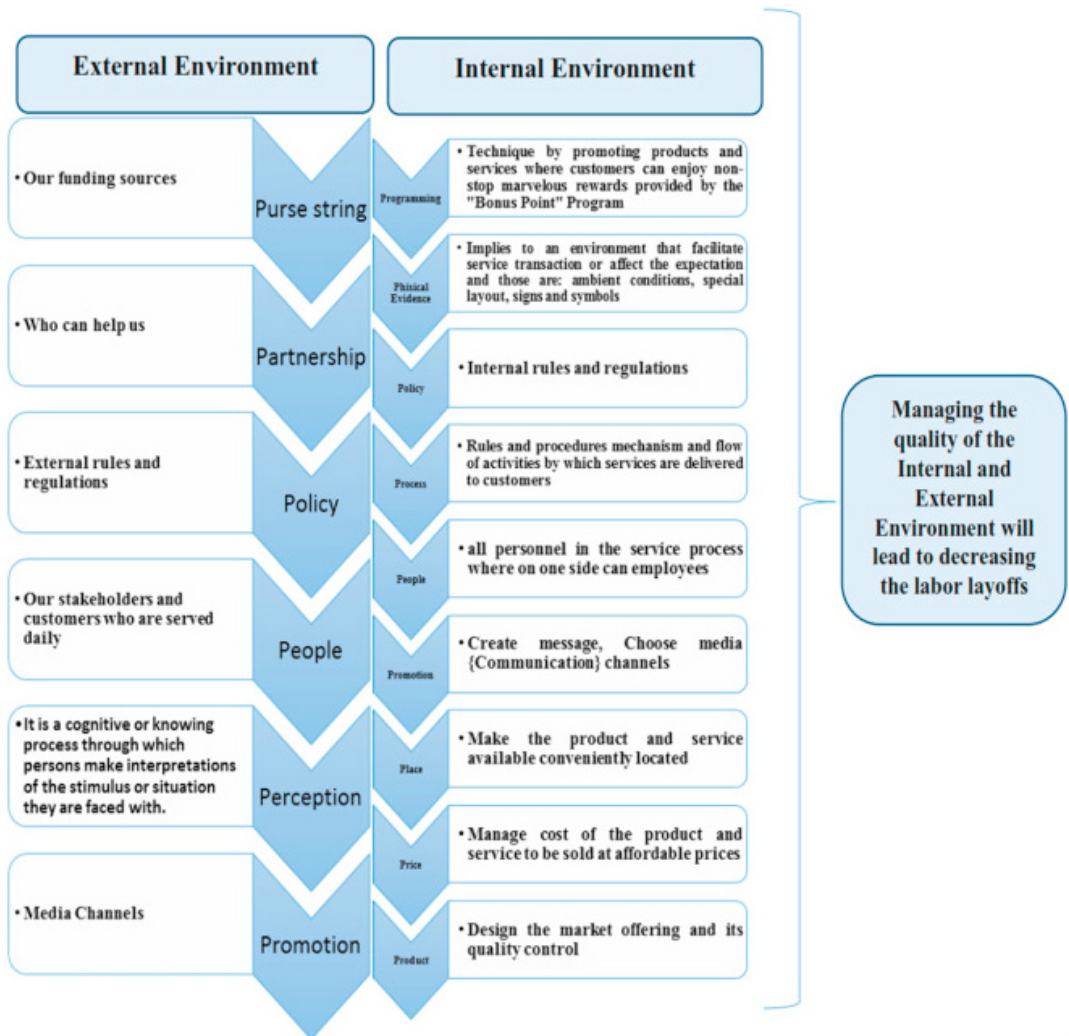 External Environment
Internal Environment
• Our funding sources
Purse string
• Who can help us
Partnership
• External rules and
regulations
Policy
• Our stakeholders and
customers who are served
daily
People
• It is a cognitive or knowing
process through which
persons make interpretations
of the stimulus or situation
they are faced with.
Perception
• Media Channels
Promotion
Programming
• Technique by promoting products and
services where customers can enjoy non-
stop marvelous rewards provided by the
"Bonus Point" Program
Phisical
Evidence
• Implies to an environment that facilitate
service transaction or affect the expectation
and those are: ambient conditions, special
layout, signs and symbols
Policy
• Internal rules and regulations
Process
• Rules and procedures mechanism and flow
of activities by which services are delivered
to customers
People
• all personnel in the service process
where on one side can employees
Promotion
• Create message, Choose media
{Communication} channels
Place
• Make the product and service
available conveniently located
Price
• Manage cost of the product and
service to be sold at affordable prices
Product
• Design the market offering and its
quality control
Managing the
quality of the
Internal and
External
Environment will
lead to decreasing
the labor layoffs